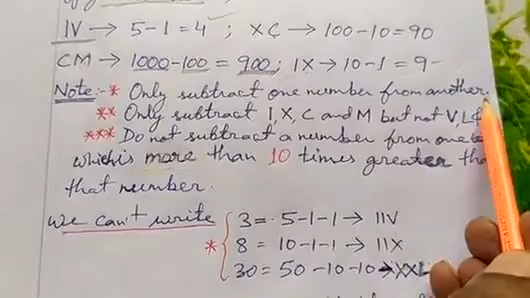 IV → 5-1=4 ; XC → 100-10=90
CM → 1000-100 = 900; IX → 10-1=9-
Note:-* Only subtract one number from another.
** Only subtract I, X, C and M but not V, L
*** Do not subtract a number from one
which is more than 10 times greater
that number.
We can't write 3 = 5-1-1 → IIV
* 8 = 10-1-1 → IIX
30 = 50-10-10 → XXL